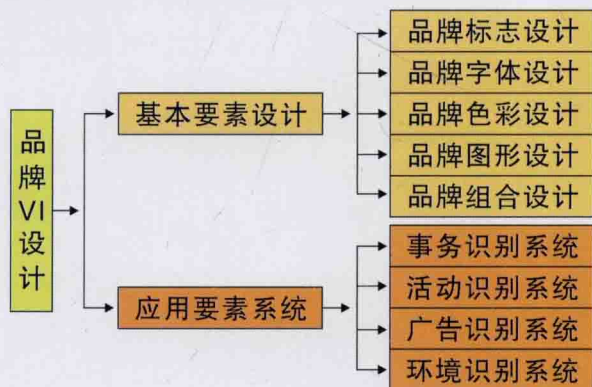 品牌VI设计
基本要素设计
品牌标志设计
品牌字体设计
品牌色彩设计
品牌图形设计
品牌组合设计
应用要素系统
事务识别系统
活动识别系统
广告识别系统
环境识别系统